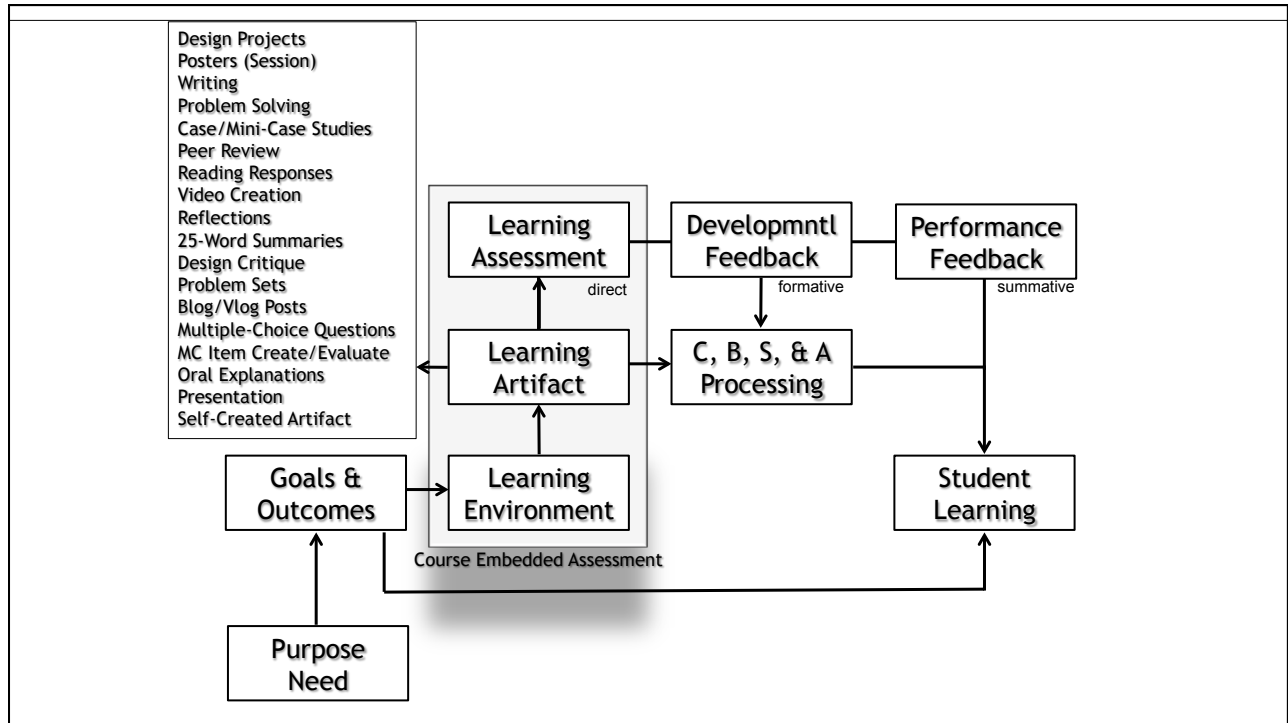 Design Projects
Posters (Session)
Writing
Problem Solving
Case/Mini-Case Studies
Peer Review
Reading Responses
Video Creation
Reflections
25-Word Summaries
Design Critique
Problem Sets
Blog/Vlog Posts
Multiple-Choice Questions
MC Item Create/Evaluate
Oral Explanations
Presentation
Self-Created Artifact
Learning
Assessment
direct
Developmntl
Feedback
formative
Performance
Feedback
summative
Learning
Artifact
C, B, S, & A
Processing
Goals &
Outcomes
Learning
Environment
Student
Learning
Course Embedded Assessment
Purpose
Need